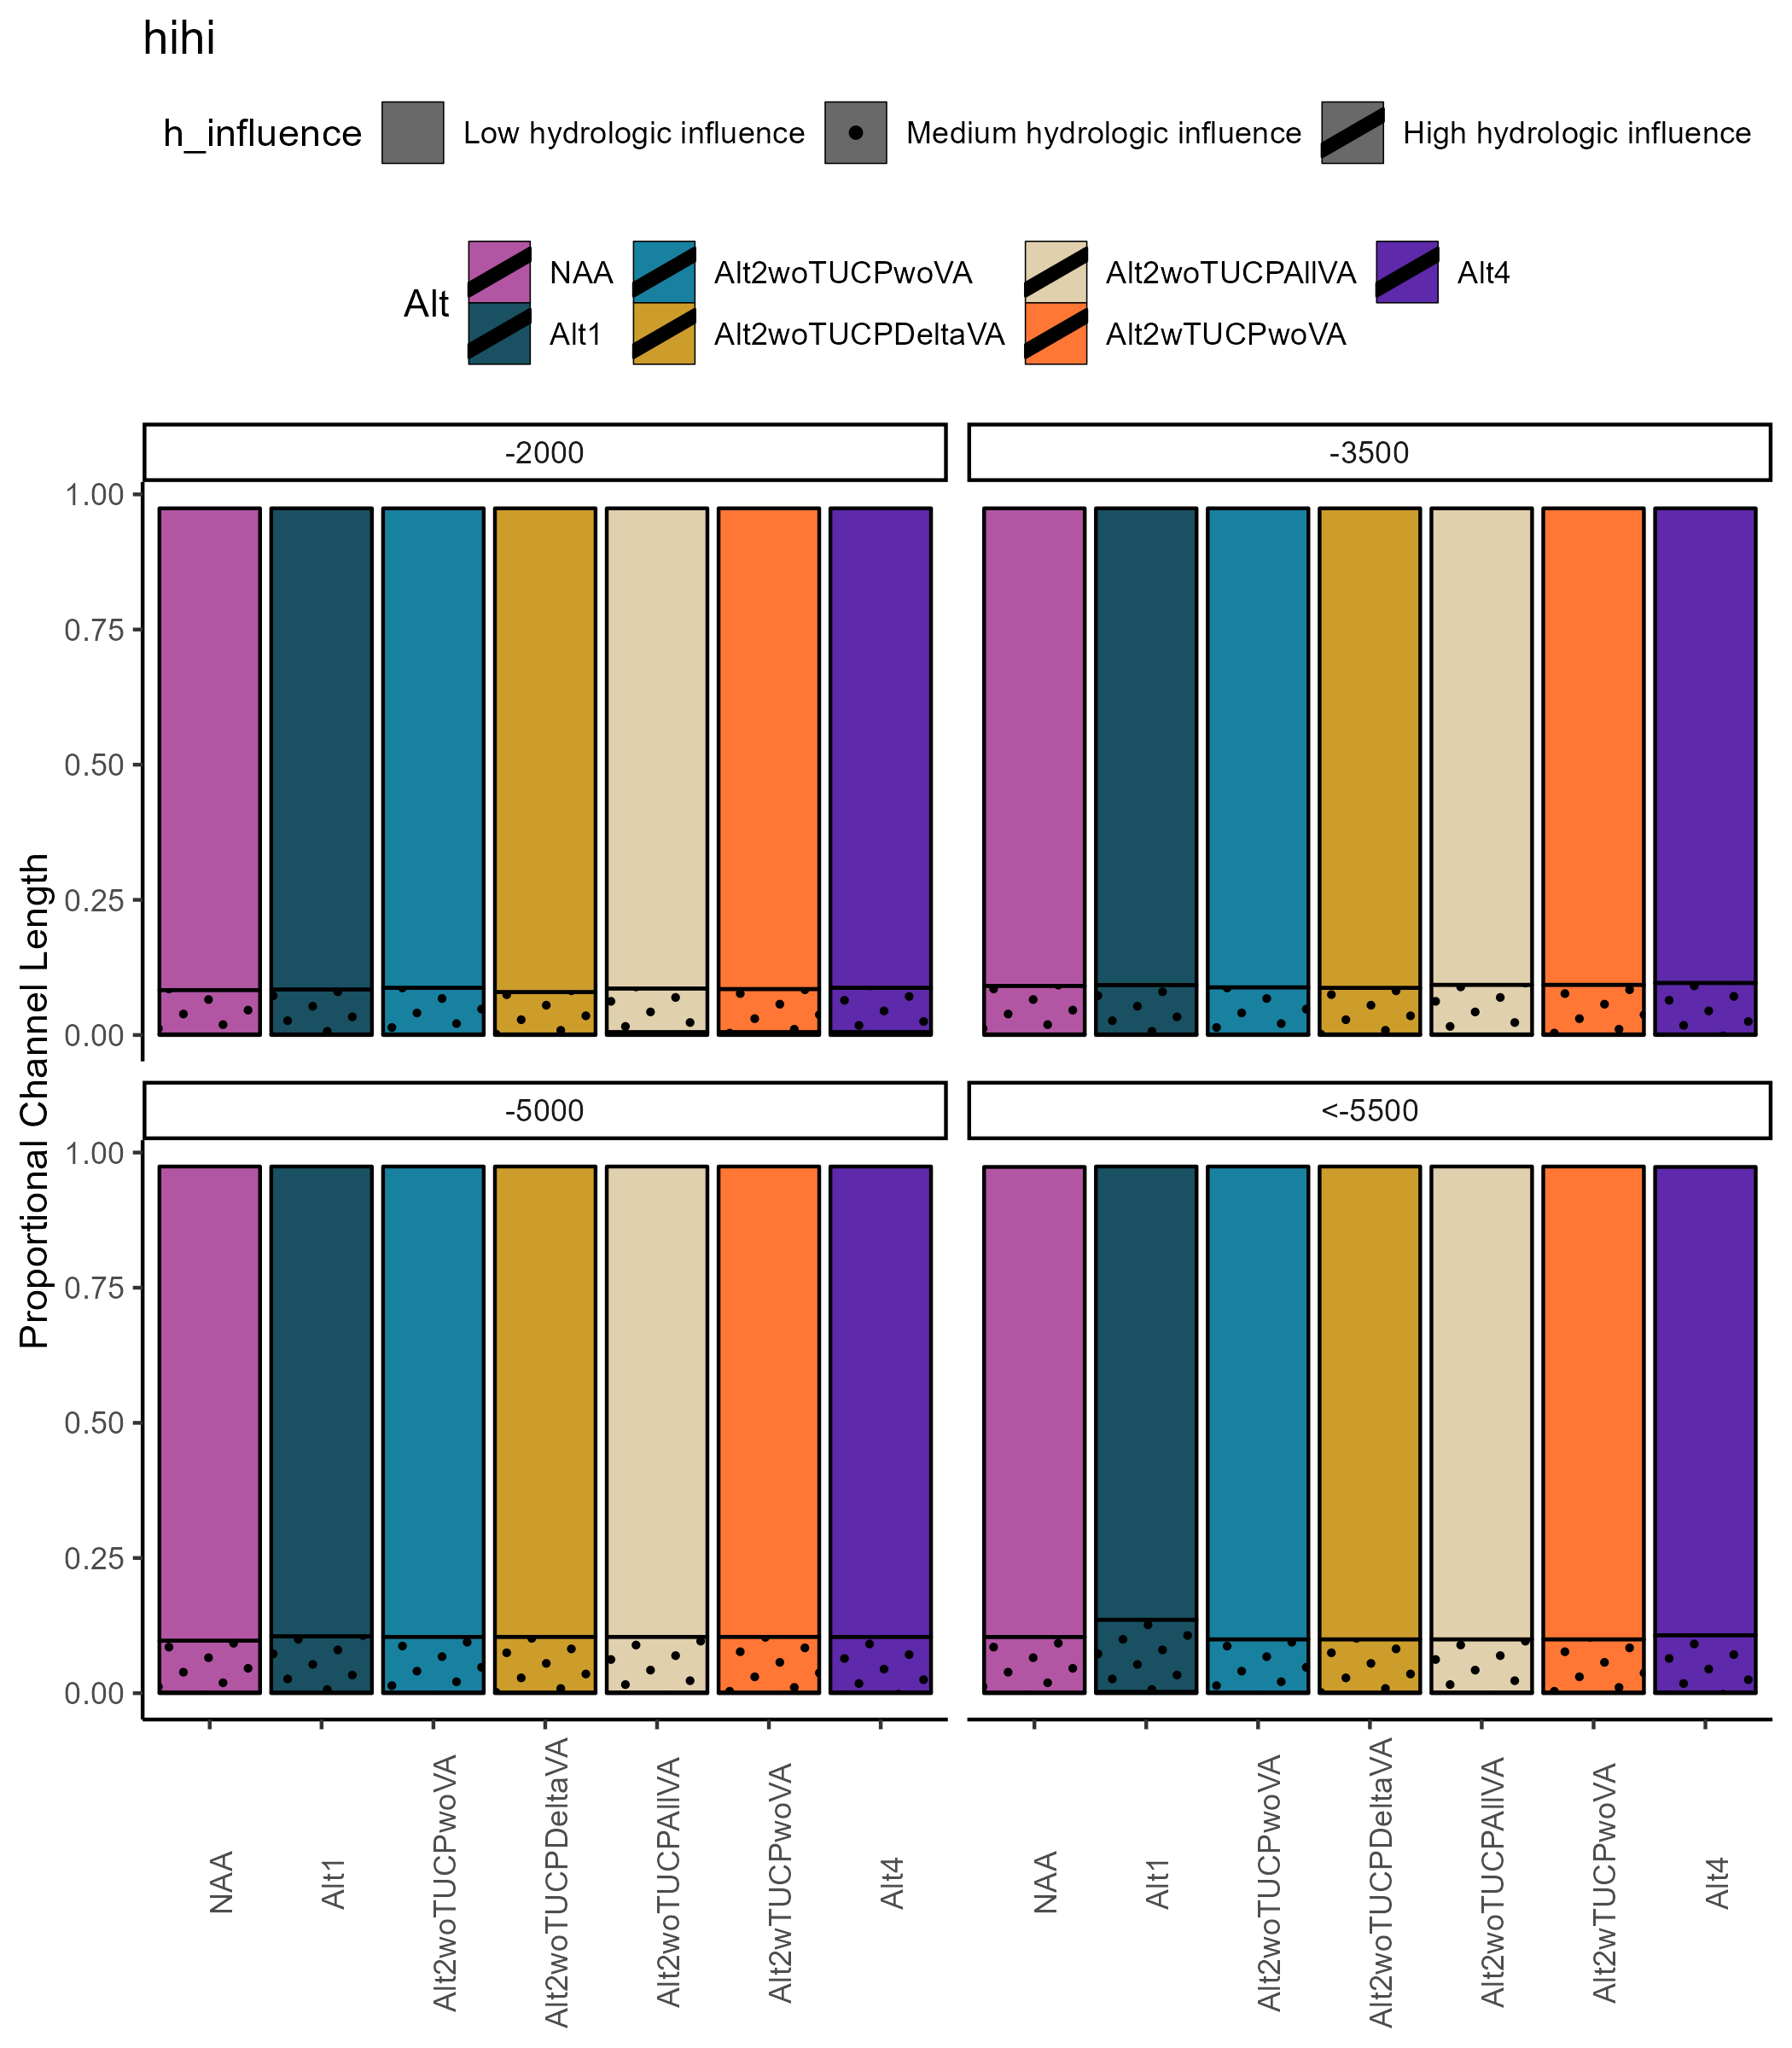 hihi
h_influence Low hydrologic influence Medium hydrologic influence High hydrologic influence
Alt NAA Alt2woTUCPwoVA Alt2woTUCPAllVA Alt4
Alt1 Alt2woTUCPDeltaVA Alt2wTUCPwoVA
-2000 -3500
1.00
0.75
0.50
0.25
0.00
Proportional Channel Length
-5000 <-5500
1.00
0.75
0.50
0.25
0.00
NAA Alt1 Alt2woTUCPwoVA Alt2woTUCPDeltaVA Alt2woTUCPAllVA Alt2wTUCPwoVA Alt4 NAA Alt1 Alt2woTUCPwoVA Alt2woTUCPDeltaVA Alt2woTUCPAllVA Alt2wTUCPwoVA Alt4